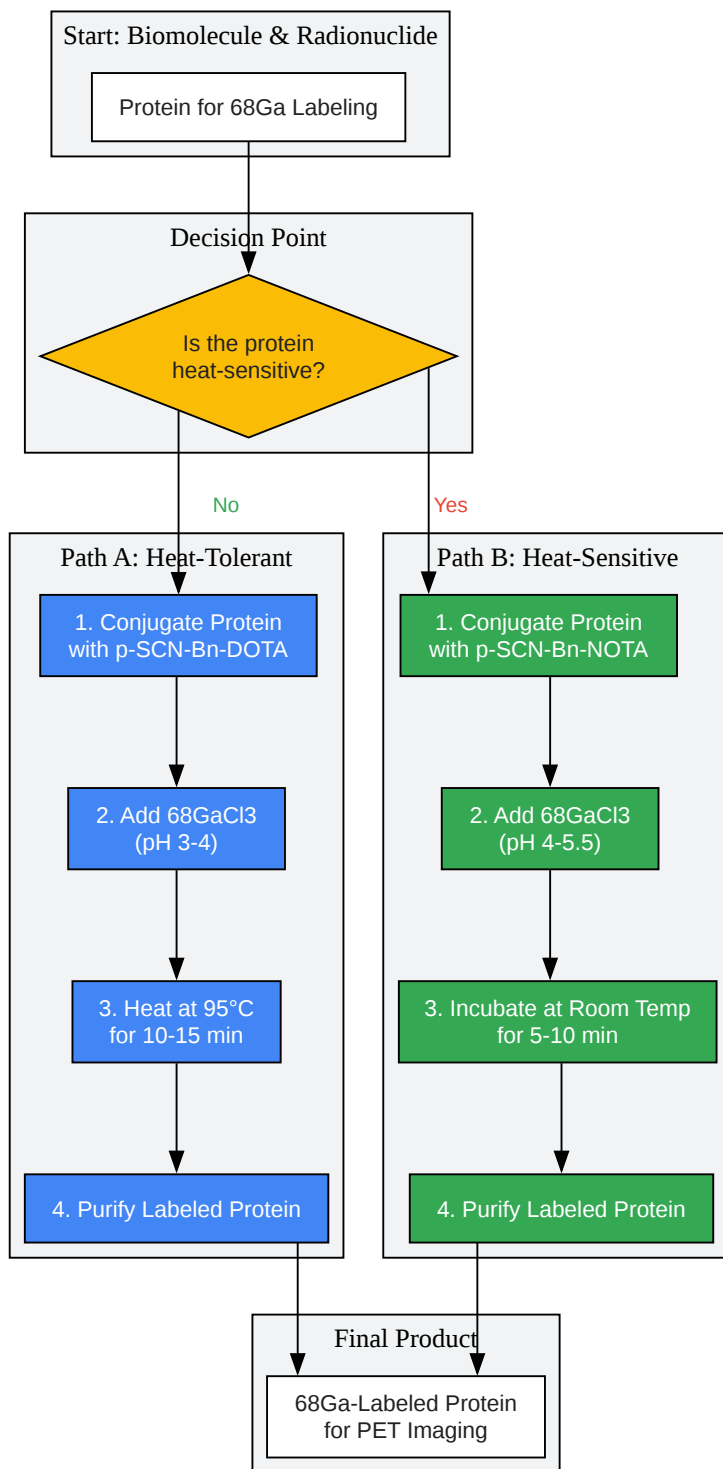 Start: Biomolecule & Radionuclide
Protein for 68Ga Labeling
Decision Point
Is the protein
heat-sensitive?
No
Yes
Path A: Heat-Tolerant
1. Conjugate Protein
with p-SCN-Bn-DOTA
2. Add 68GaCl3
(pH 3-4)
3. Heat at 95°C
for 10-15 min
4. Purify Labeled Protein
Path B: Heat-Sensitive
1. Conjugate Protein
with p-SCN-Bn-NOTA
2. Add 68GaCl3
(pH 4-5.5)
3. Incubate at Room Temp
for 5-10 min
4. Purify Labeled Protein
Final Product
68Ga-Labeled Protein
for PET Imaging